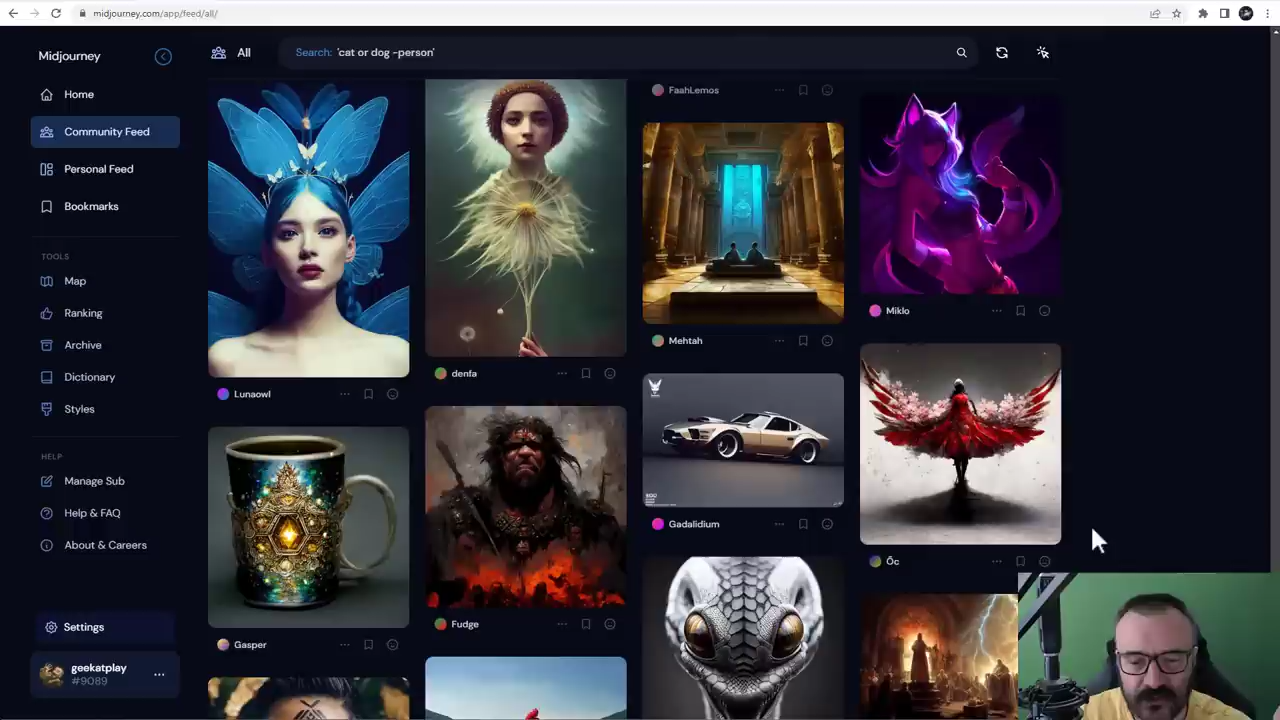 midjourney.com/app/feed/all/
Midjourney
All
Search: 'cat or dog -person'
Home
Community Feed
Personal Feed
Bookmarks
TOOLS
Map
Ranking
Archive
Dictionary
Styles
HELP
Manage Sub
Help & FAQ
About & Careers
Settings
geekatplay
#9089
Lunaowl
Gasper
denfa
Fudge
FaahLemos
Mehtah
Gadalidium
Miklo
Őc